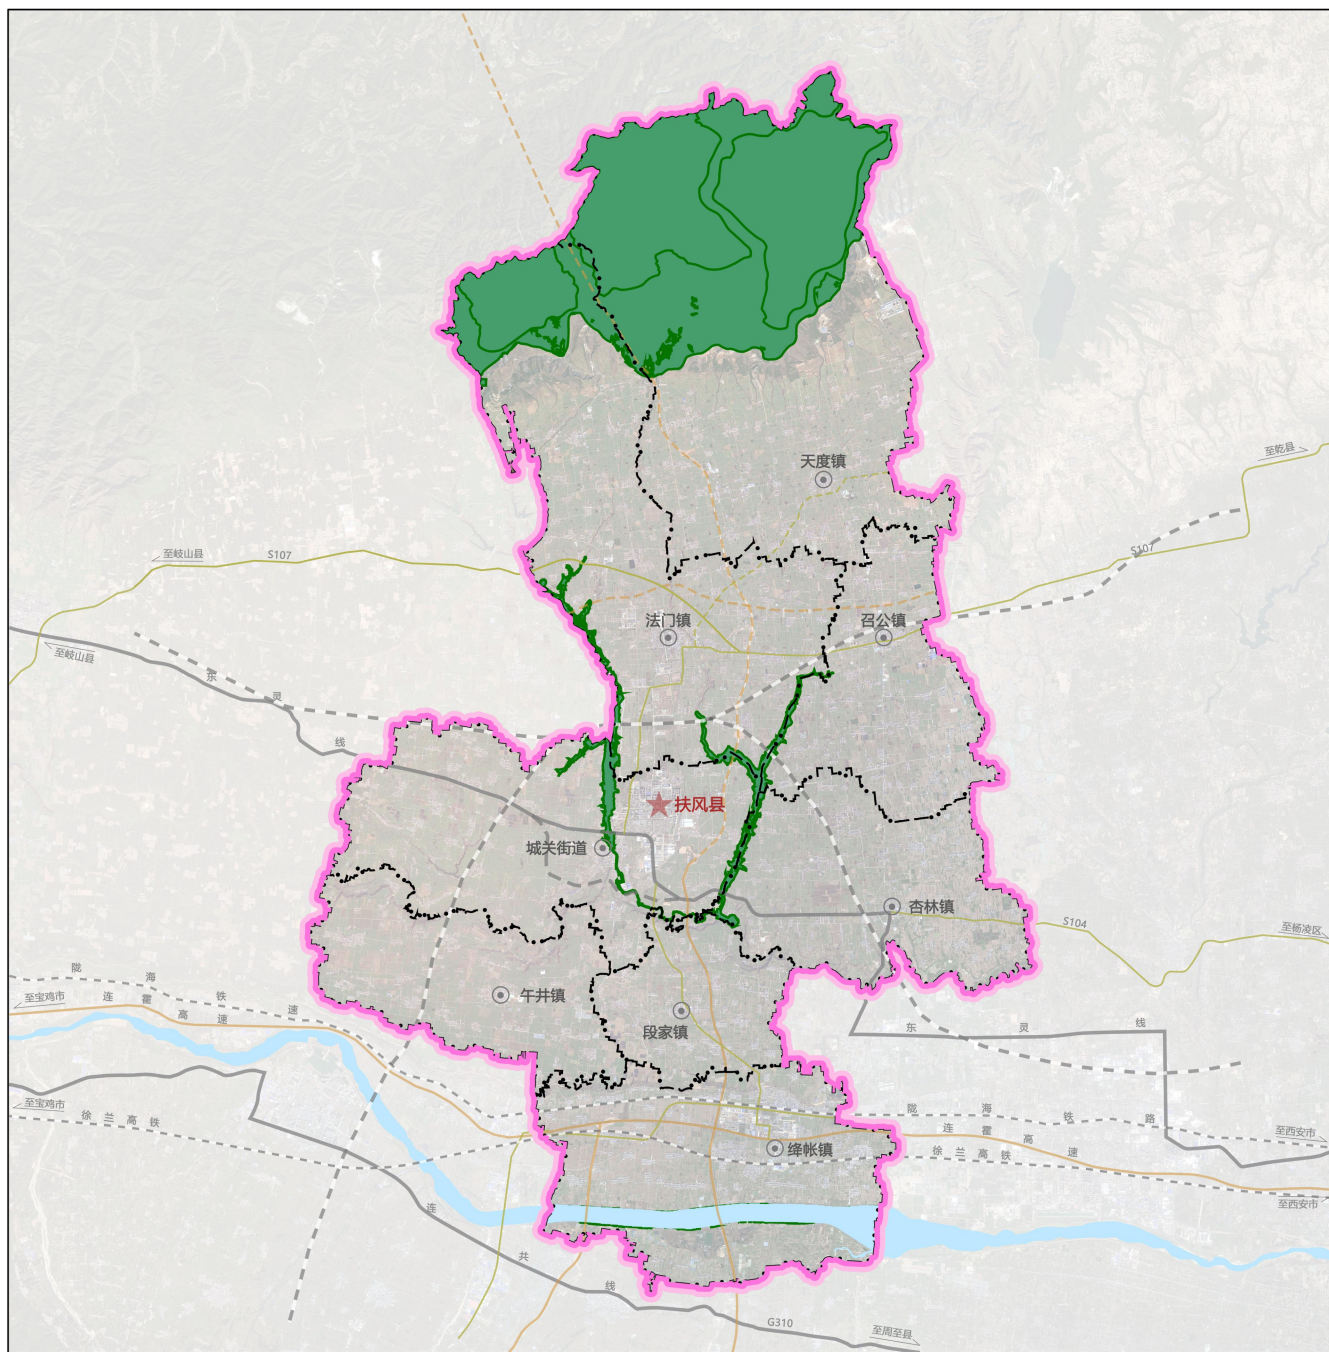 天度镇
至乾县
至岐山县
S107
S107
法门镇
召公镇
至岐山县
东灵线
扶风县
城关街道
杏林镇
S104
至杨凌区
陇海铁
至宝鸡市
连霍高速
速
午井镇
段家镇
东灵线
至宝鸡市
徐兰高铁
陇海铁路
连霍高速
至西安市
徐兰高铁
绛帐镇
至西安市
连共线
G310
至周至县